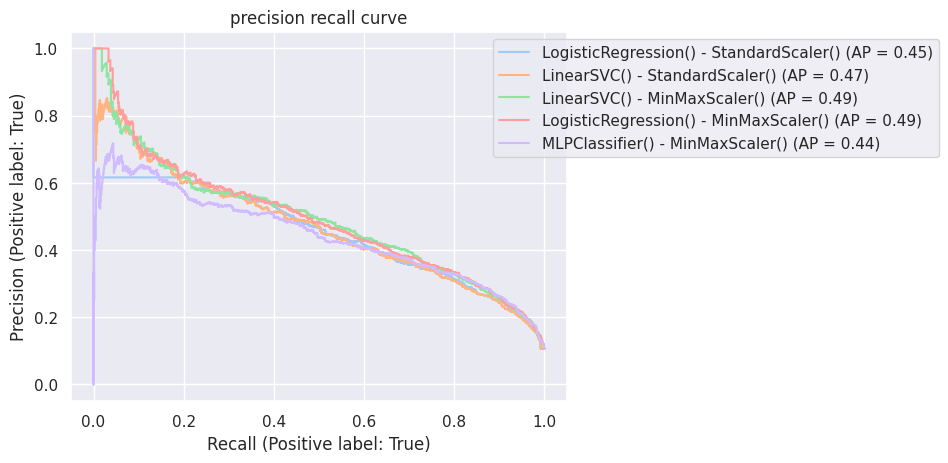 precision recall curve
LogisticRegression() - StandardScaler() (AP = 0.45)
LinearSVC() - StandardScaler() (AP = 0.47)
LinearSVC() - MinMaxScaler() (AP = 0.49)
LogisticRegression() - MinMaxScaler() (AP = 0.49)
MLPClassifier() - MinMaxScaler() (AP = 0.44)
Precision (Positive label: True)
1.0
0.8
0.6
0.4
0.2
0.0
0.0 0.2 0.4 0.6 0.8 1.0
Recall (Positive label: True)